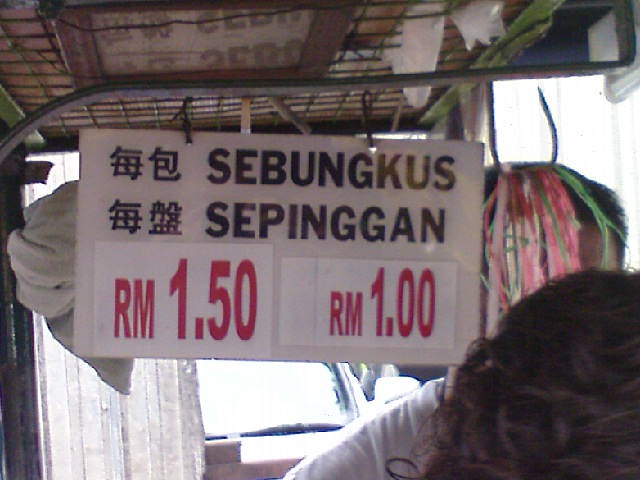 每包 SEBUNGKUS
每盤 SEPINGGAN
RM 1.50 RM 1.00